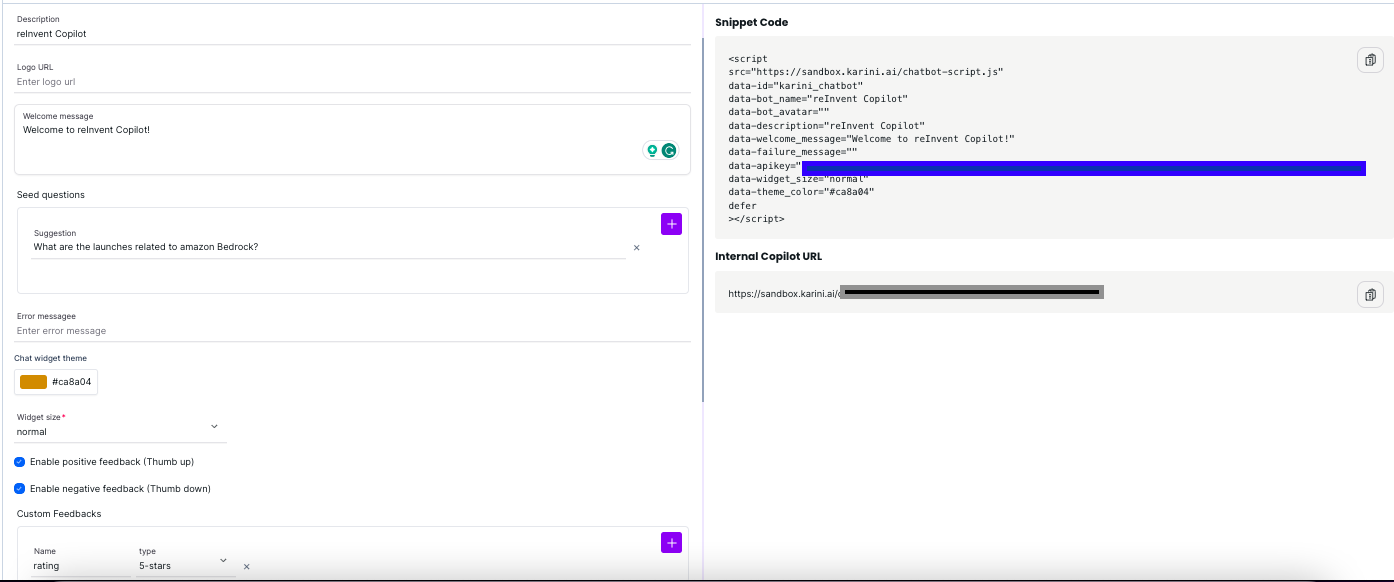 Description
reInvent Copilot
Logo URL
Enter logo url
Welcome message
Welcome to reInvent Copilot!
Seed questions
Suggestion
What are the launches related to amazon Bedrock?
Error messagee
Enter error message
Chat widget theme
#ca8a04
Widget size*
normal
Enable positive feedback (Thumb up)
Enable negative feedback (Thumb down)
Custom Feedbacks
Name
type
rating
5-stars
Snippet Code
<script
src="https://sandbox.karini.ai/chatbot-script.js"
data-id="karini_chatbot"
data-bot_name="reInvent Copilot"
data-bot_avatar=""
data-description="reInvent Copilot"
data-welcome_message="Welcome to reInvent Copilot!"
data-failure_message=""
data-apikey="
data-widget_size="normal"
data-theme_color="#ca8a04"
defer
></script>
Internal Copilot URL
https://sandbox.karini.ai/